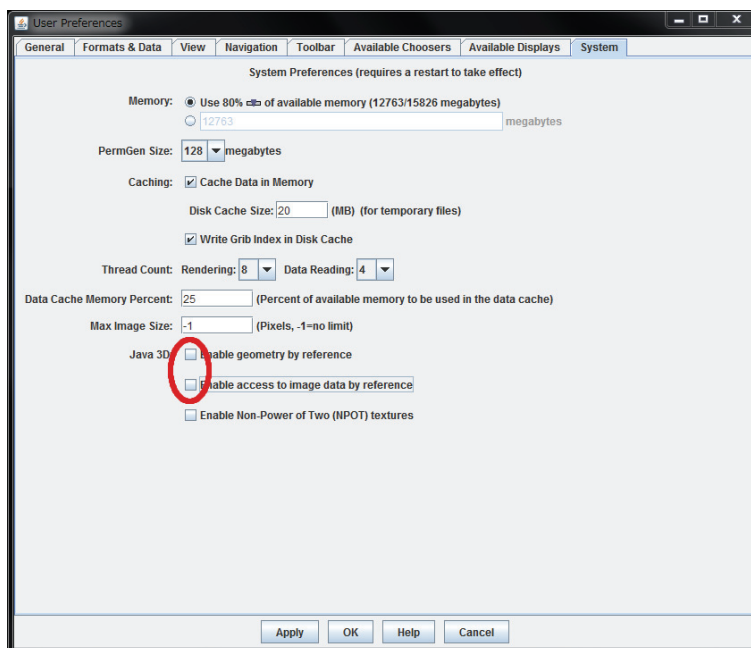 User Preferences
General Formats & Data View Navigation Toolbar Available Choosers Available Displays System
System Preferences (requires a restart to take effect)
Memory: Use 80% of available memory (12763/15826 megabytes)
12763 megabytes
PermGen Size: 128 megabytes
Caching: Cache Data in Memory
Disk Cache Size: 20 (MB) (for temporary files)
Write Grib Index in Disk Cache
Thread Count: Rendering: 8 Data Reading: 4
Data Cache Memory Percent: 25 (Percent of available memory to be used in the data cache)
Max Image Size: -1 (Pixels, -1=no limit)
Java 3D Enable geometry by reference
Enable access to image data by reference
Enable Non-Power of Two (NPOT) textures
Apply OK Help Cancel